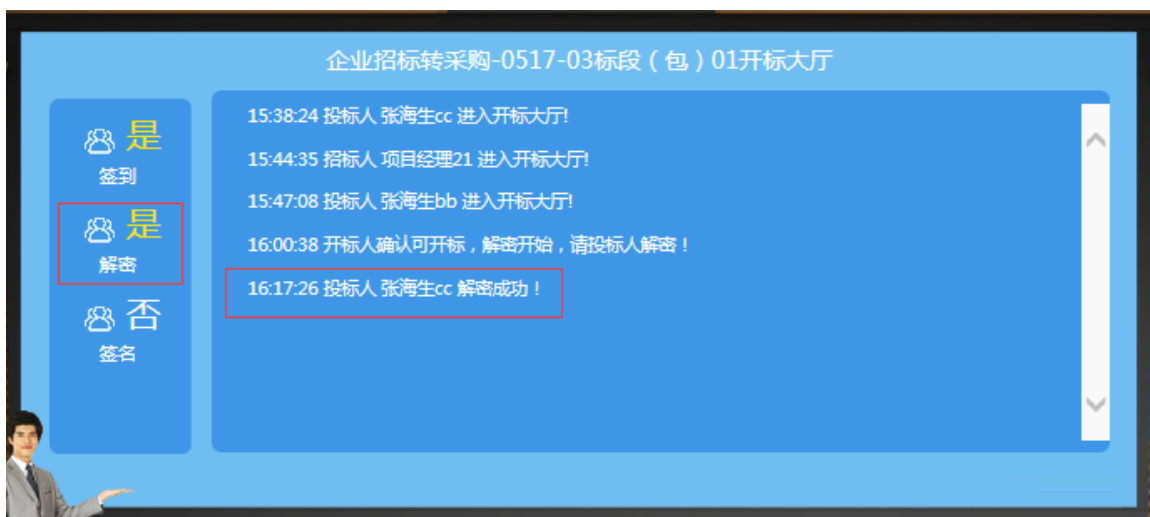 企业招标转采购-0517-03标段（包）01开标大厅
是
签到
是
解密
否
签名
15:38:24 投标人 张海生cc 进入开标大厅!
15:44:35 招标人 项目经理21 进入开标大厅!
15:47:08 投标人 张海生bb 进入开标大厅!
16:00:38 开标人确认可开标，解密开始，请投标人解密！
16:17:26 投标人 张海生cc 解密成功！